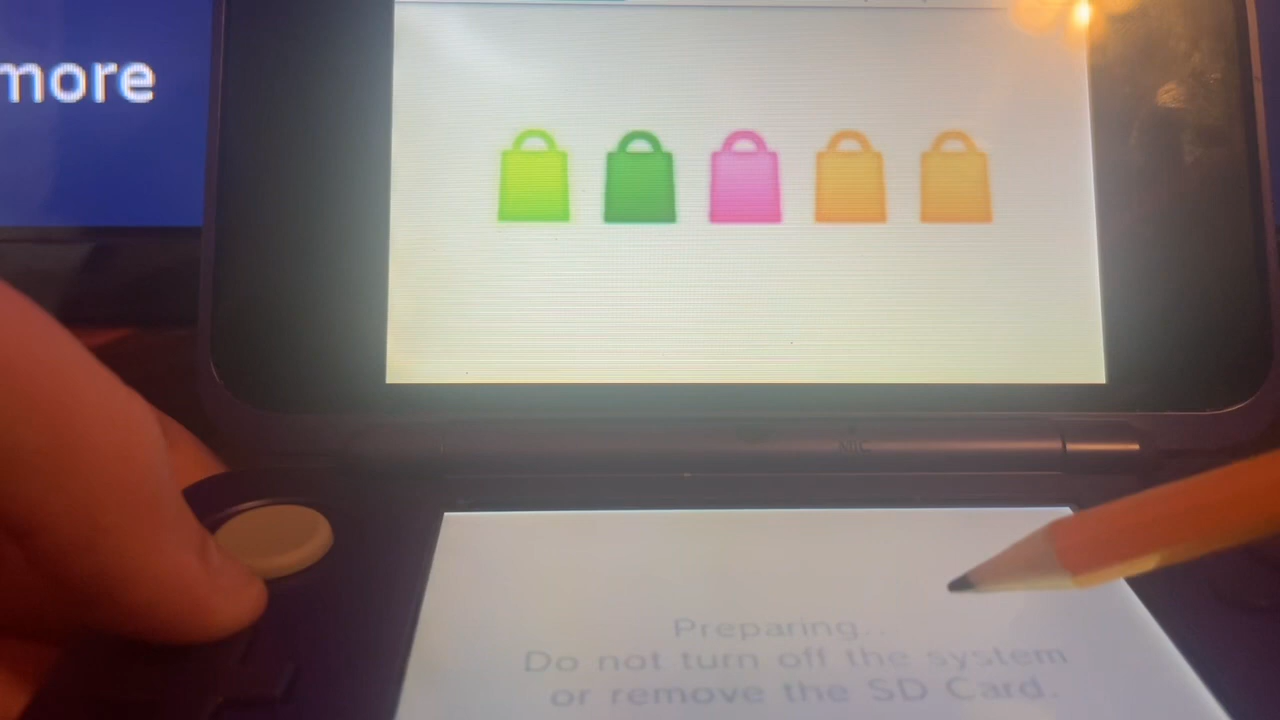 more
Preparing...
Do not turn off the system
or remove the SD Card.